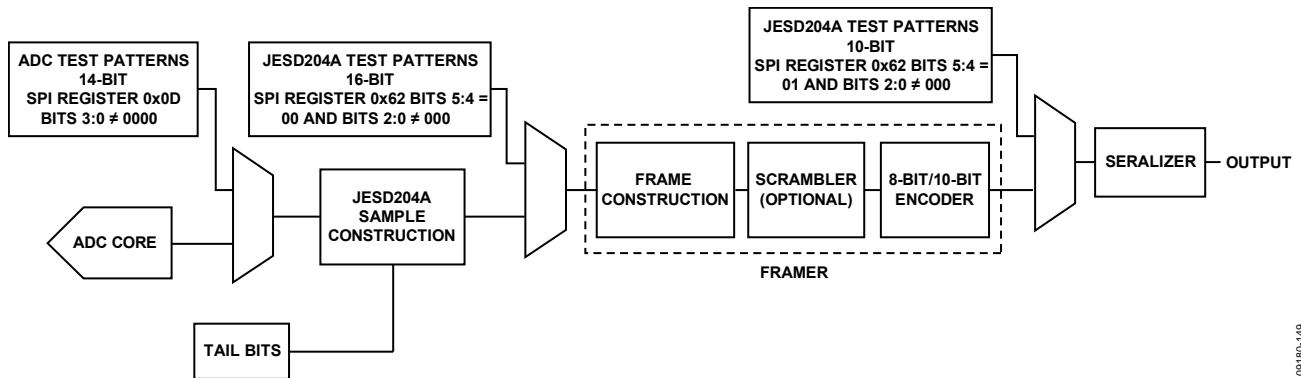 ADC TEST PATTERNS
14-BIT
SPI REGISTER 0x0D
BITS 3:0 ≠ 0000
JESD204A TEST PATTERNS
16-BIT
SPI REGISTER 0x62 BITS 5:4 =
00 AND BITS 2:0 ≠ 000
JESD204A TEST PATTERNS
10-BIT
SPI REGISTER 0x62 BITS 5:4 =
01 AND BITS 2:0 ≠ 000
ADC CORE
JESD204A
SAMPLE
CONSTRUCTION
TAIL BITS
FRAME
CONSTRUCTION
SCRAMBLER
(OPTIONAL)
8-BIT/10-BIT
ENCODER
FRAMER
SERALIZER
OUTPUT
09180-149